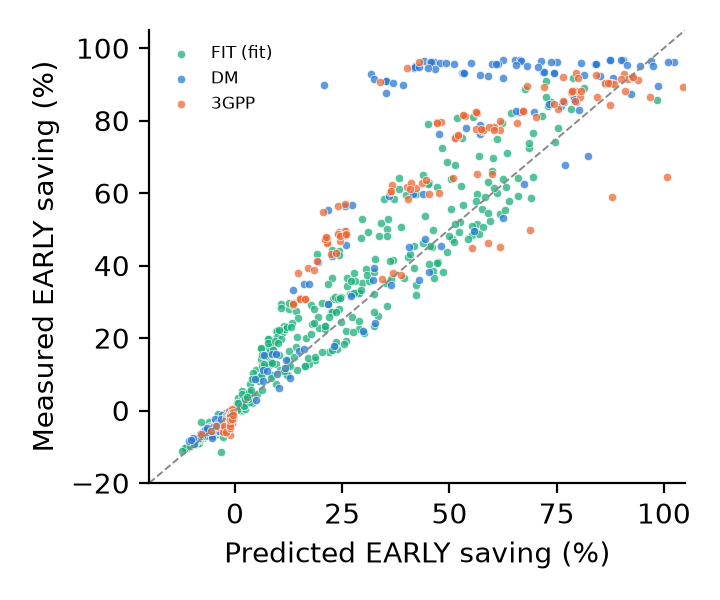 FIT (fit)
DM
3GPP
Measured EARLY saving (%)
100
80
60
40
20
0
−20
0 25 50 75 100
Predicted EARLY saving (%)